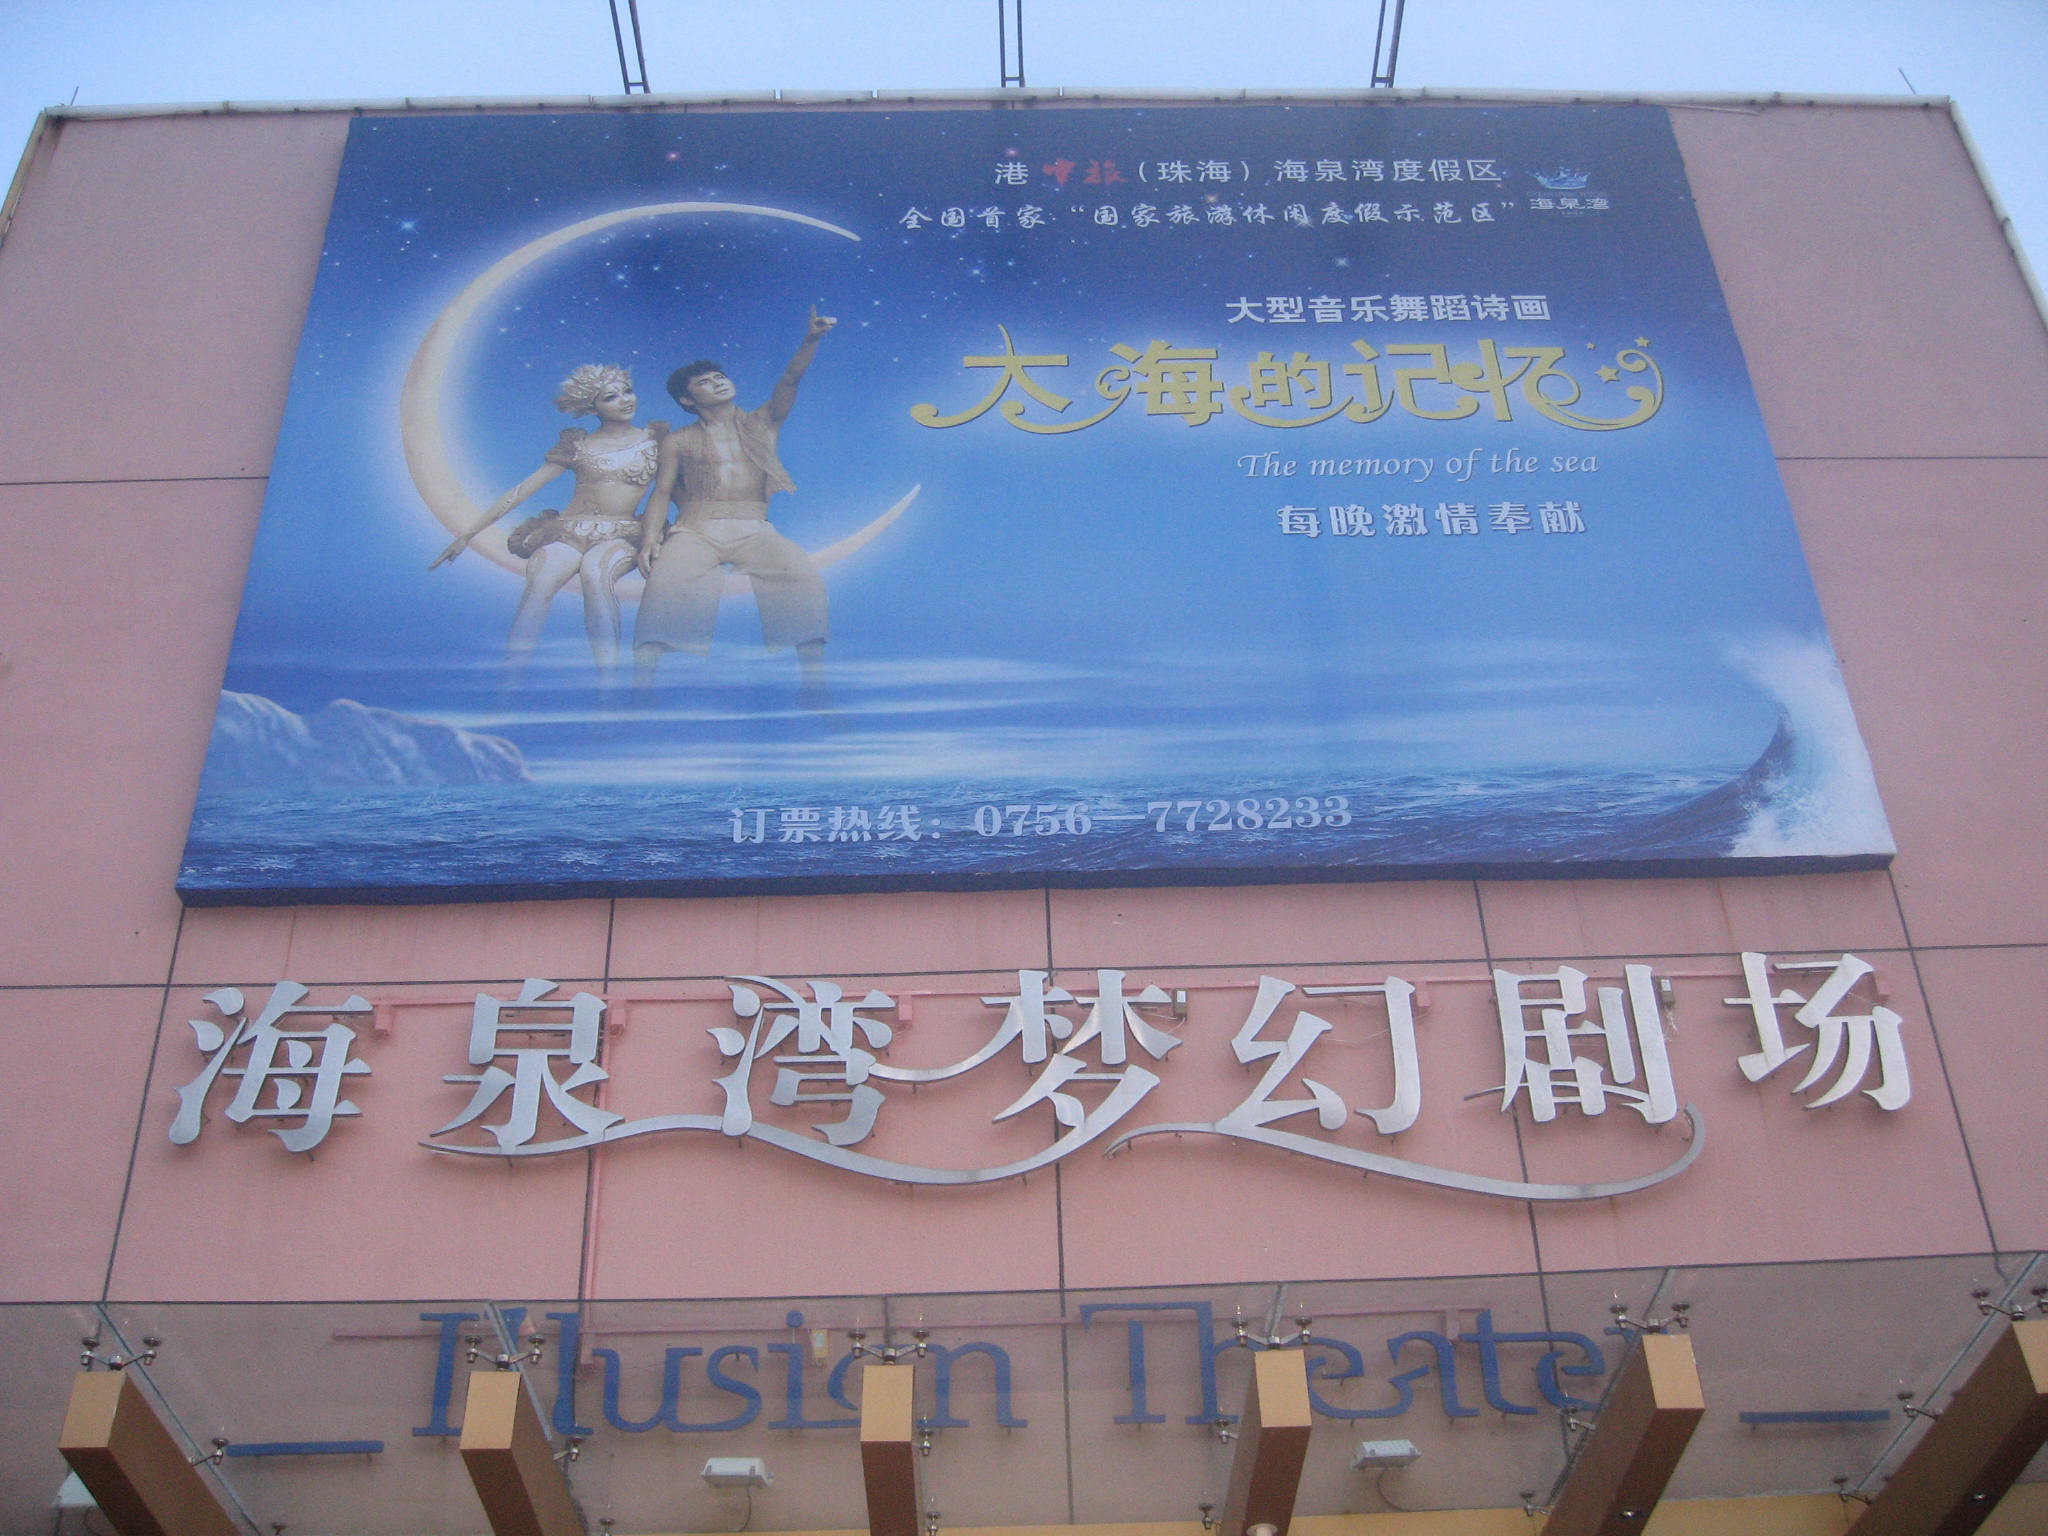 港中旅（珠海）海泉湾度假区
海泉湾
全国首家“国家旅游休闲度假示范区”
大型音乐舞蹈诗画
大海的记忆
The memory of the sea
每晚激情奉献
订票热线：0756—7728233
海泉湾梦幻剧场
Illusion Theater